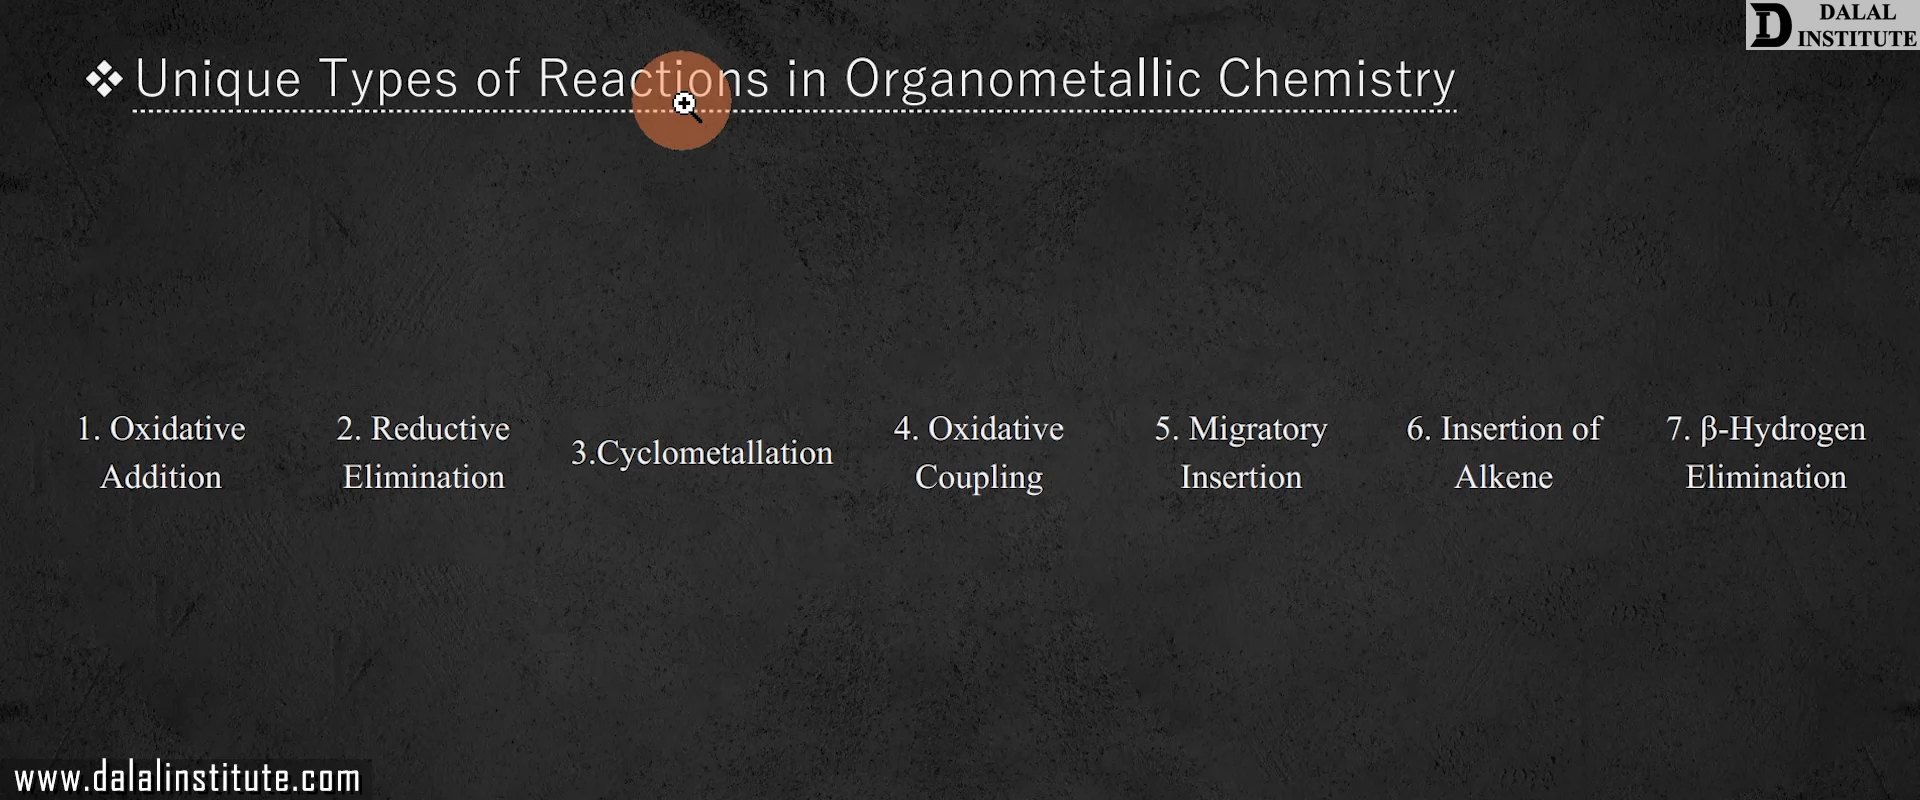 DALAL
INSTITUTE
❖ Unique Types of Reactions in Organometallic Chemistry
1. Oxidative
Addition
2. Reductive
Elimination
3.Cyclometallation
4. Oxidative
Coupling
5. Migratory
Insertion
6. Insertion of
Alkene
7. β-Hydrogen
Elimination
www.dalalinstitute.com